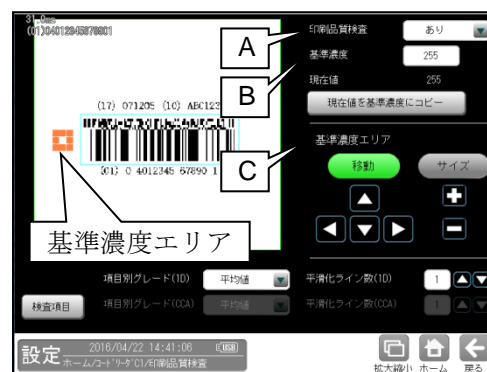 31.0ms
(01)04012345678901
(17) 071205 (10) ABC123
(01) 0 4012345 67890 1
基準濃度エリア
A
B
C
印刷品質検査 あり
基準濃度 255
現在値 255
現在値を基準濃度にコピー
基準濃度エリア
移動 サイズ
項目別グレード(1D) 平均値 平滑化ライン数(1D) 1
検査項目 項目別グレード(CCA) 平均値 平滑化ライン数(CCA) 1
設定 2016/04/22 14:41:06 USB
ホーム/コードリーダC1/印刷品質検査
拡大縮小 ホーム 戻る